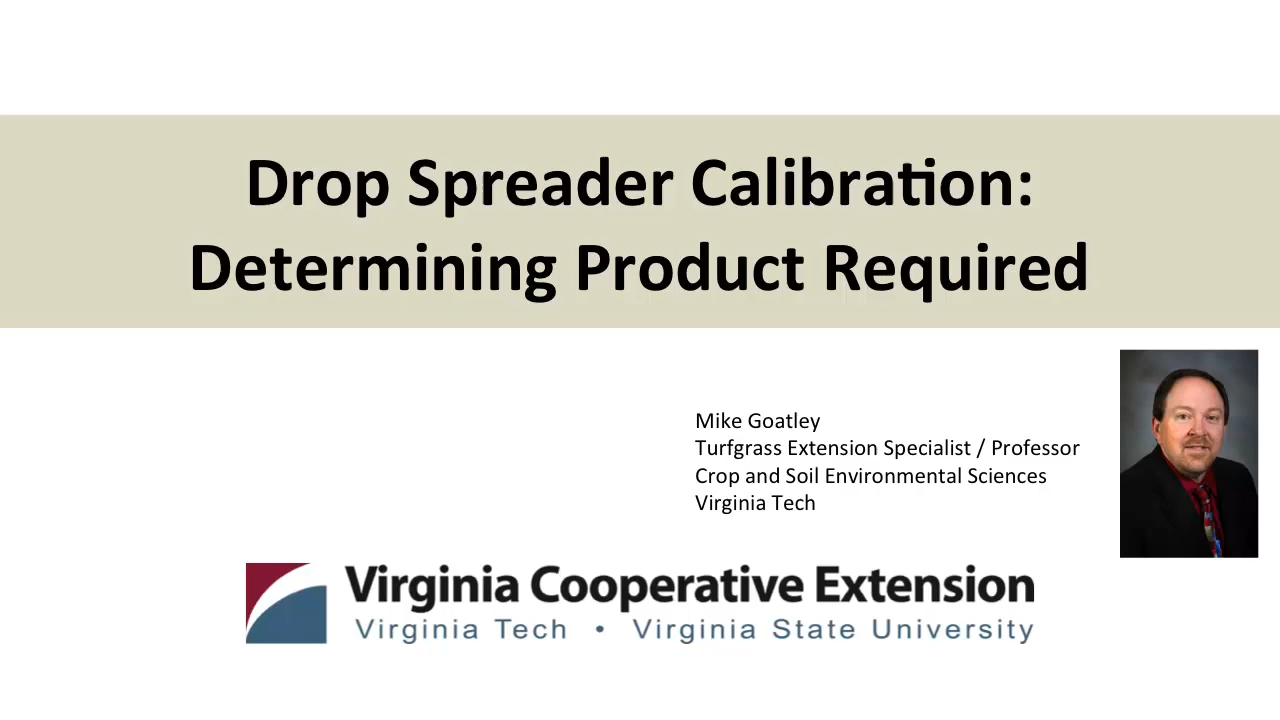 Drop Spreader Calibration:
Determining Product Required
Mike Goatley
Turfgrass Extension Specialist / Professor
Crop and Soil Environmental Sciences
Virginia Tech
Virginia Cooperative Extension
Virginia Tech • Virginia State University